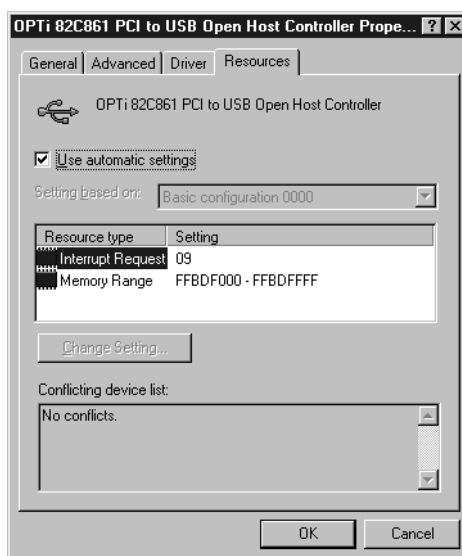 OPTi 82C861 PCI to USB Open Host Controller Prope... ? X
General Advanced Driver Resources
OPTi 82C861 PCI to USB Open Host Controller
Use automatic settings
Setting based on: Basic configuration 0000
Resource type Setting
Interrupt Request 09
Memory Range FFBDF000 - FFBDFFFF
Change Setting...
Conflicting device list:
No conflicts.
OK Cancel